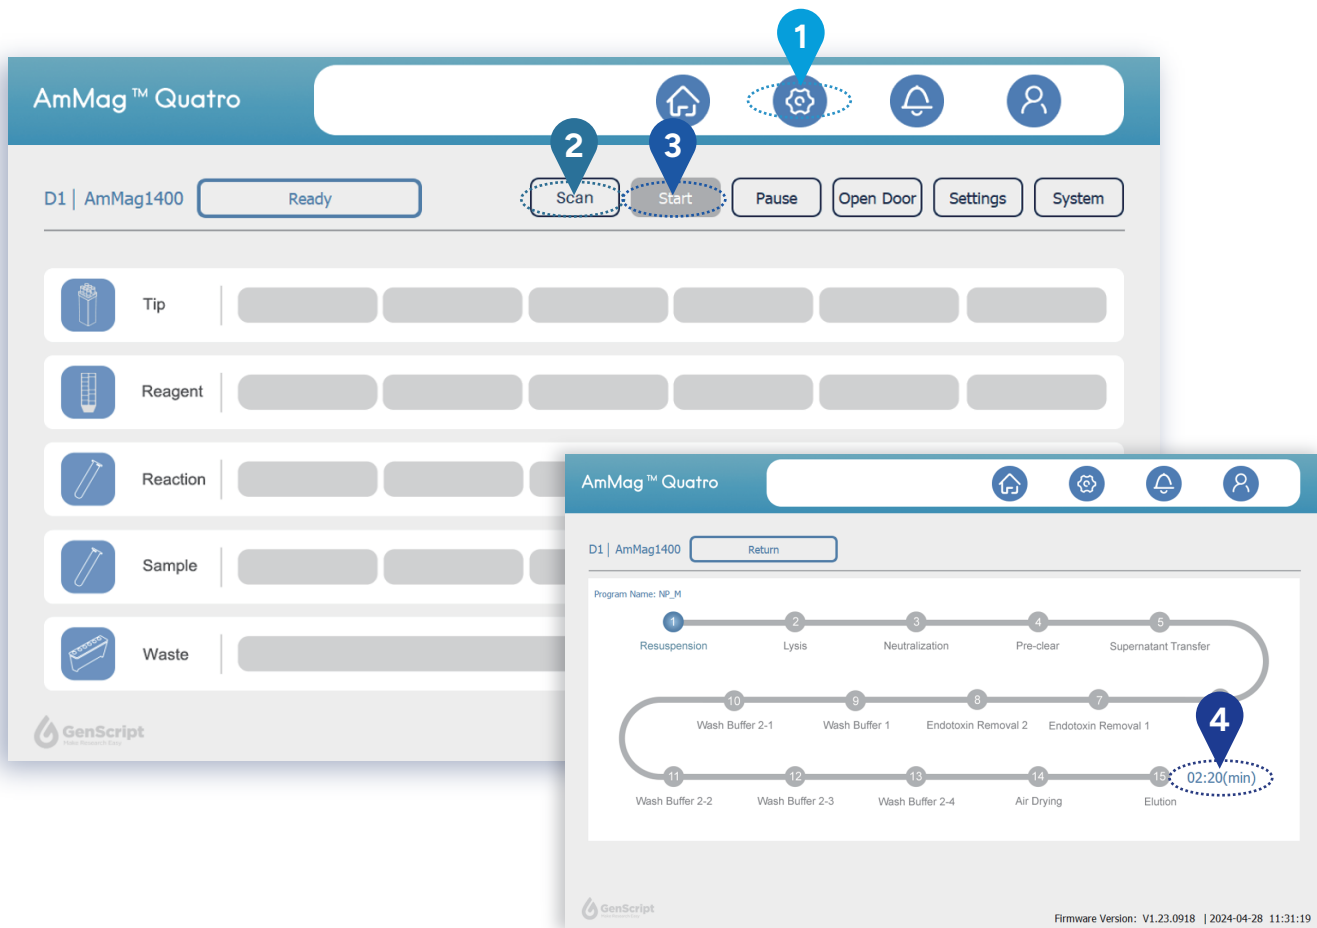 1
AmMag™ Quatro
2
3
D1 | AmMag1400
Ready
Scan
Start
Pause
Open Door
Settings
System
Tip
Reagent
Reaction
Sample
Waste
GenScript
Make Research Easy
AmMag™ Quatro
D1 | AmMag1400
Return
Program Name: NP_M
1
2
3
4
5
Resuspension
Lysis
Neutralization
Pre-clear
Supernatant Transfer
10
9
8
7
4
Wash Buffer 2-1
Wash Buffer 1
Endotoxin Removal 2
Endotoxin Removal 1
11
12
13
14
15
02:20(min)
Wash Buffer 2-2
Wash Buffer 2-3
Wash Buffer 2-4
Air Drying
Elution
GenScript
Firmware Version: V1.23.0918 | 2024-04-28 11:31:19